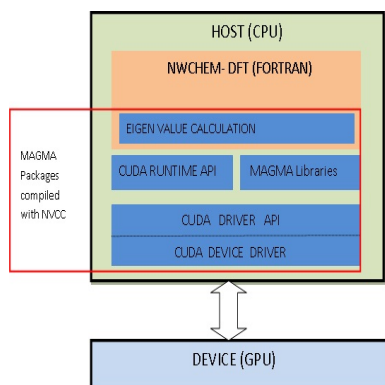 HOST (CPU)
NWCHEM- DFT (FORTRAN)
EIGEN VALUE CALCULATION
MAGMA
Packages
compiled
with NVCC
CUDA RUNTIME API
MAGMA Libraries
CUDA DRIVER API
CUDA DEVICE DRIVER
DEVICE (GPU)